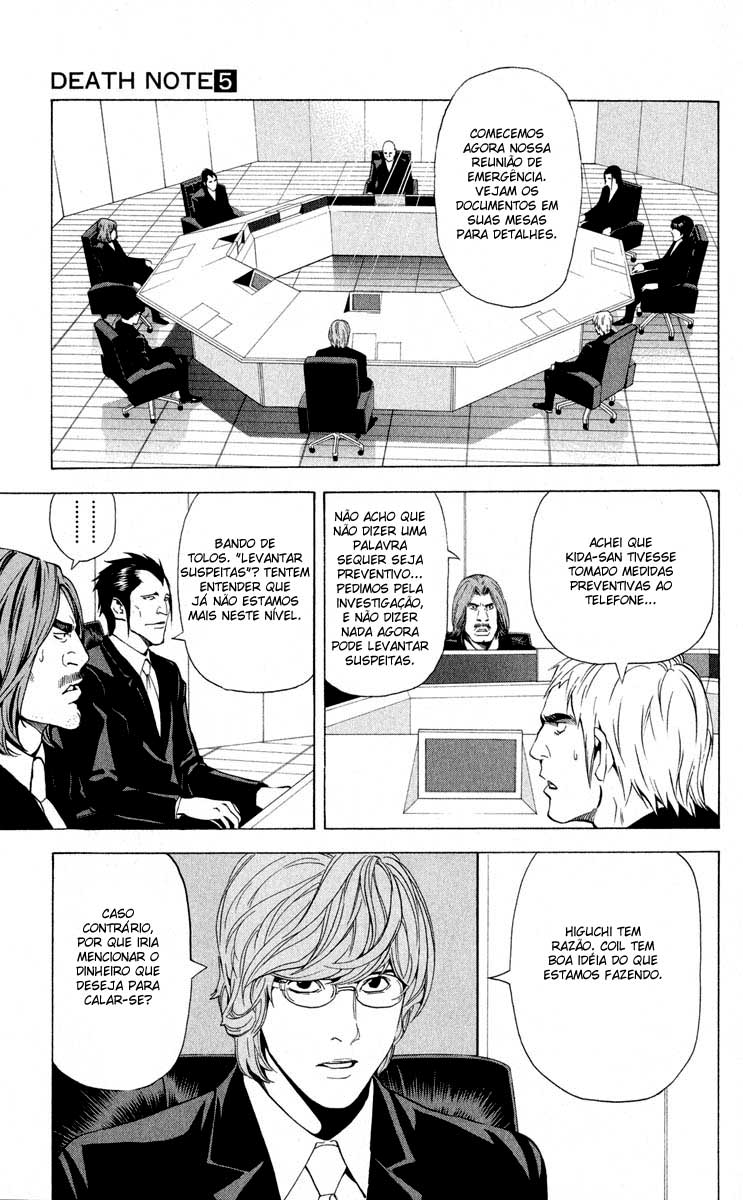 DEATH NOTE 5
COMECEMOS
AGORA NOSSA
REUNIÃO DE
EMERGÊNCIA.
VEJAM OS
DOCUMENTOS EM
SUAS MESAS
PARA DETALHES.
ACHEI QUE
KIDA-SAN TIVESSE
TOMADO MEDIDAS
PREVENTIVAS AO
TELEFONE...
NÃO ACHO QUE
NÃO DIZER UMA
PALAVRA
SEQUER SEJA
PREVENTIVO...
PEDIMOS PELA
INVESTIGAÇÃO,
E NÃO DIZER
NADA AGORA
PODE LEVANTAR
SUSPEITAS.
BANDO DE
TOLOS. "LEVANTAR
SUSPEITAS"? TENTEM
ENTENDER QUE
JÁ NÃO ESTAMOS
MAIS NESTE NÍVEL.
HIGUCHI TEM
RAZÃO. COIL TEM
BOA IDÉIA DO QUE
ESTAMOS FAZENDO.
CASO
CONTRÁRIO,
POR QUE IRIA
MENCIONAR O
DINHEIRO QUE
DESEJA PARA
CALAR-SE?